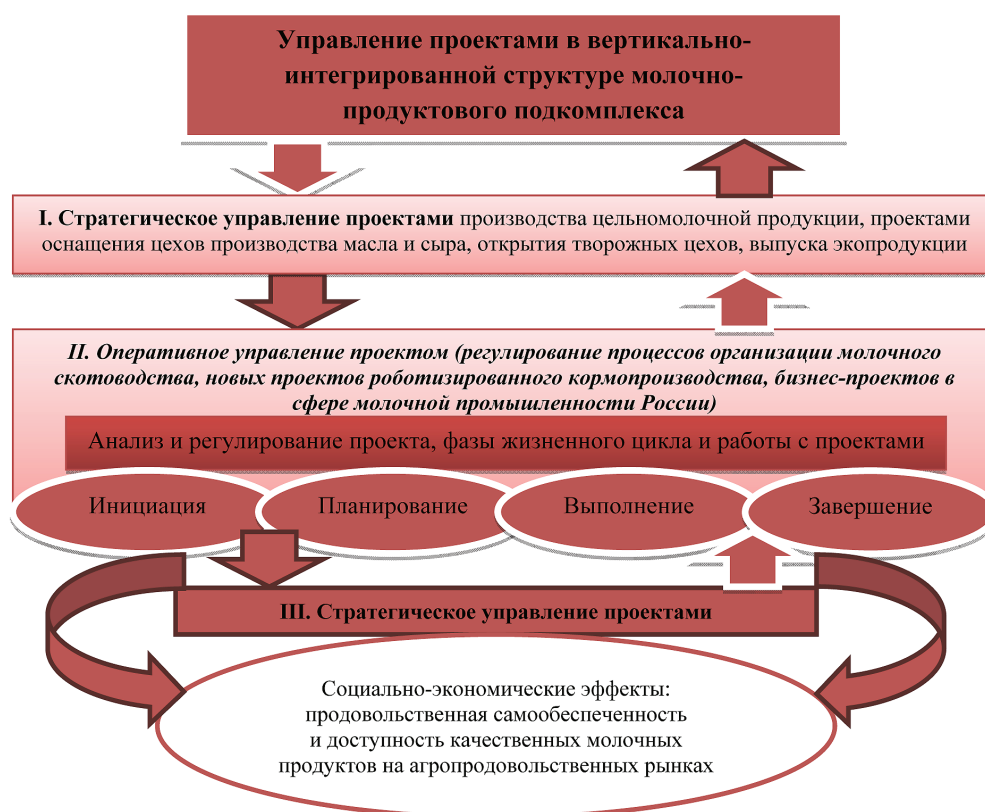 Управление проектами в вертикально-
интегрированной структуре молочно-
продуктового подкомплекса
I. Стратегическое управление проектами производства цельномолочной продукции, проектами
оснащения цехов производства масла и сыра, открытия творожных цехов, выпуска экопродукции
II. Оперативное управление проектом (регулирование процессов организации молочного
скотоводства, новых проектов роботизированного кормопроизводства, бизнес-проектов в
сфере молочной промышленности России)
Анализ и регулирование проекта, фазы жизненного цикла и работы с проектами
Инициация
Планирование
Выполнение
Завершение
III. Стратегическое управление проектами
Социально-экономические эффекты:
продовольственная самообеспеченность
и доступность качественных молочных
продуктов на агропродовольственных рынках